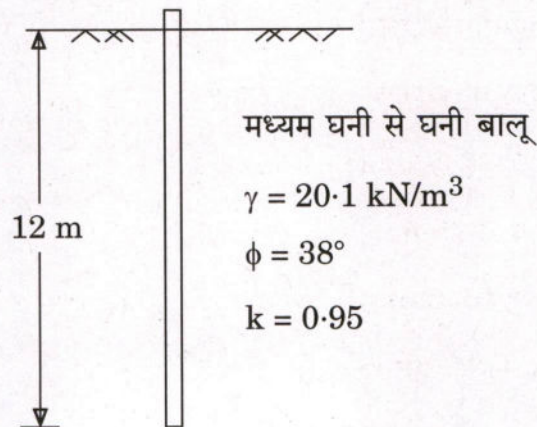 मध्यम घनी से घनी बालू
γ = 20·1 kN/m³
12 m
ϕ = 38°
k = 0·95